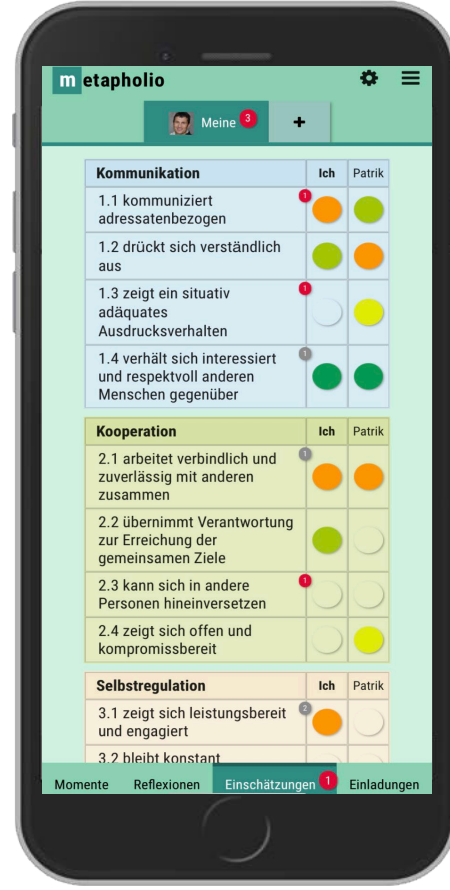 metapholio
Meine 3
+
Kommunikation Ich Patrik
1.1 kommuniziert 1
adressatenbezogen
1.2 drückt sich verständlich
aus
1.3 zeigt ein situativ 1
adäquates
Ausdrucksverhalten
1.4 verhält sich interessiert 1
und respektvoll anderen
Menschen gegenüber
Kooperation Ich Patrik
2.1 arbeitet verbindlich und 1
zuverlässig mit anderen
zusammen
2.2 übernimmt Verantwortung
zur Erreichung der
gemeinsamen Ziele
2.3 kann sich in andere 1
Personen hineinversetzen
2.4 zeigt sich offen und
kompromissbereit
Selbstregulation Ich Patrik
3.1 zeigt sich leistungsbereit 2
und engagiert
3.2 bleibt konstant
Momente Reflexionen Einschätzungen 1 Einladungen